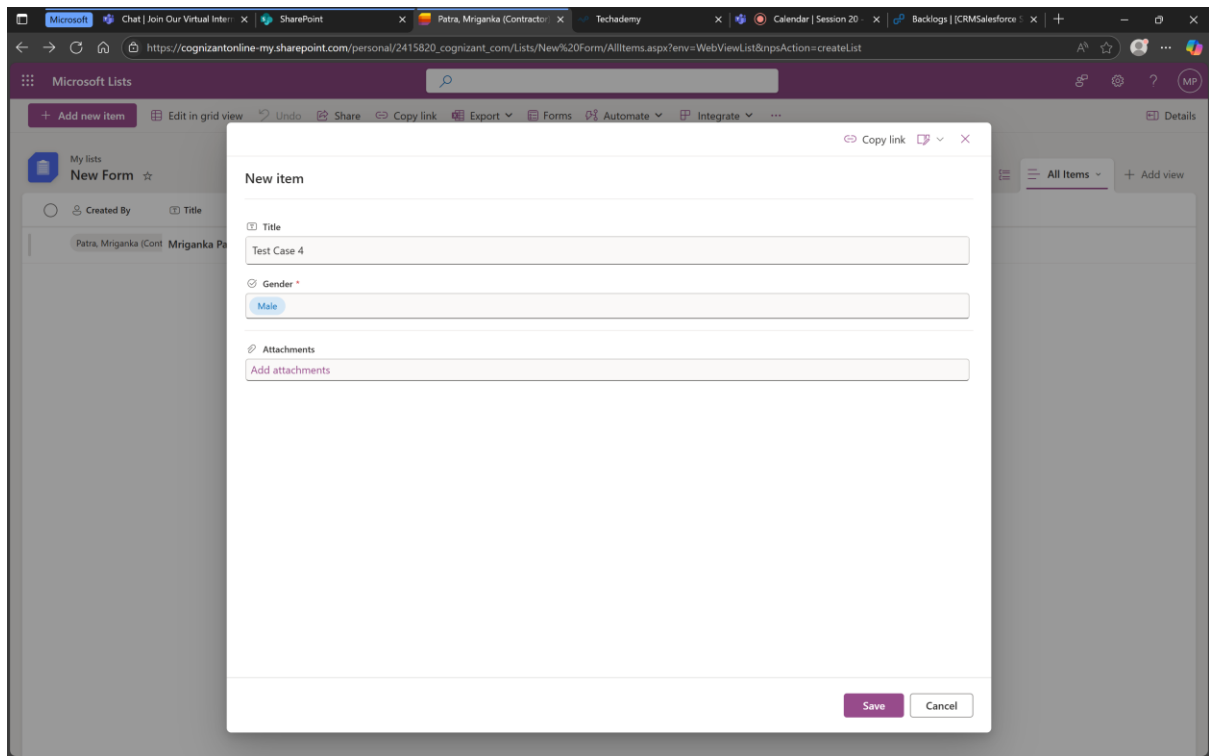 Microsoft Chat | Join Our Virtual Intern SharePoint Patra, Mriganka (Contractor) Techademy Calendar | Session 20 - Backlogs | [CRMSalesforce S
https://cognizantonline-my.sharepoint.com/personal/2415820_cognizant_com/Lists/New%20Form/AllItems.aspx?env=WebViewList&npsAction=createList
Microsoft Lists MP
+ Add new item Edit in grid view Undo Share Copy link Export Forms Automate Integrate ... Details
Copy link
My lists
New Form
All Items + Add view
New item
Created By Title
Title
Patra, Mriganka (Cont Mriganka Pa
Test Case 4
Gender *
Male
Attachments
Add attachments
Save Cancel